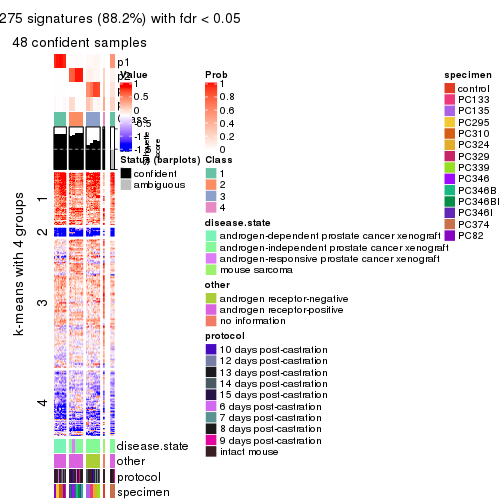 275 signatures (88.2%) with fdr < 0.05
48 confident samples
p1
p2
Class
Value
1
0.5
0
-0.5
-1
Status (barplots)
confident
ambiguous
Prob
1
0.8
0.6
0.4
0.2
0
Class
1
2
3
4
disease.state
androgen-dependent prostate cancer xenograft
androgen-independent prostate cancer xenograft
androgen-responsive prostate cancer xenograft
mouse sarcoma
other
androgen receptor-negative
androgen receptor-positive
no information
protocol
10 days post-castration
12 days post-castration
13 days post-castration
14 days post-castration
15 days post-castration
6 days post-castration
7 days post-castration
8 days post-castration
9 days post-castration
intact mouse
specimen
control
PC133
PC135
PC295
PC310
PC324
PC329
PC339
PC346
PC346B
PC346BI
PC346I
PC374
PC82
k-means with 4 groups
1
2
3
4
disease.state
other
protocol
specimen